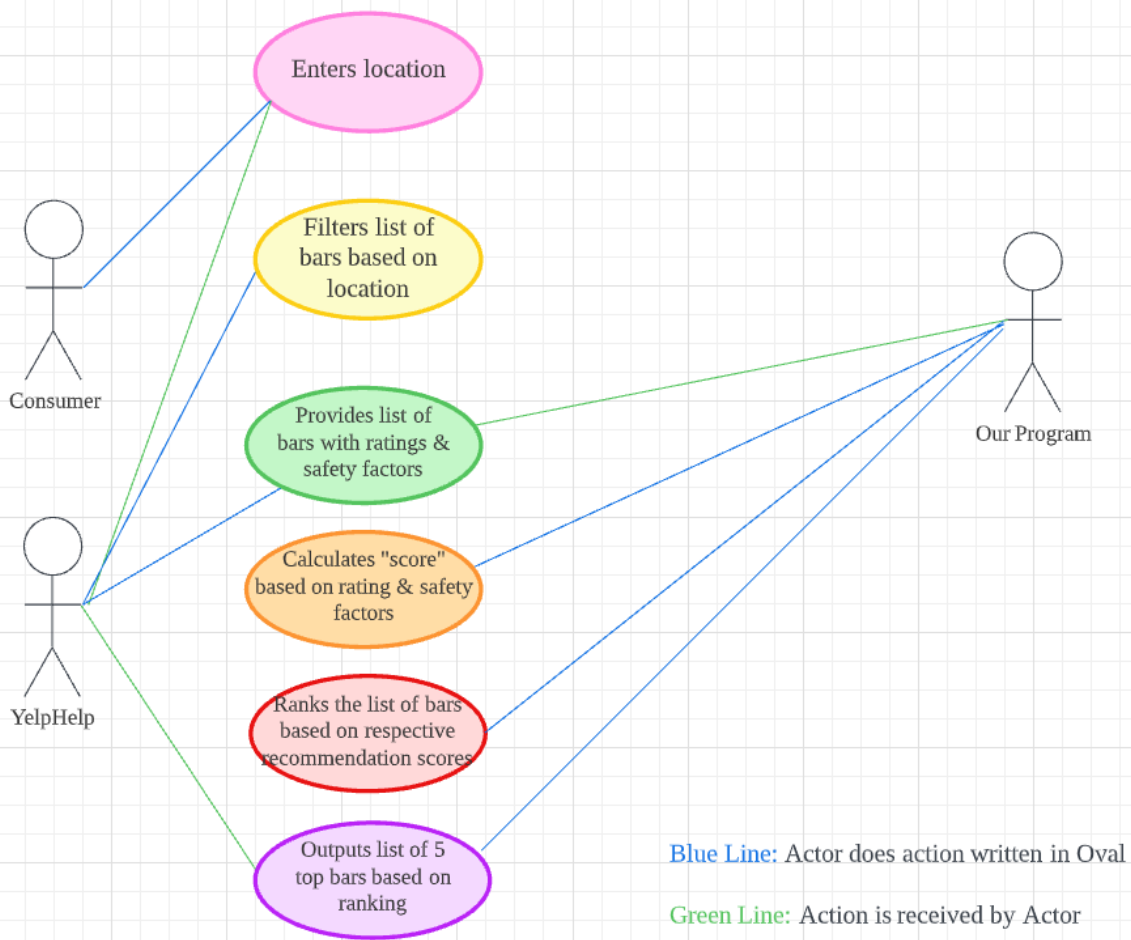 Enters location
Filters list of
bars based on
location
Consumer
Provides list of
bars with ratings &
safety factors
Our Program
Calculates "score"
based on rating & safety
factors
YelpHelp
Ranks the list of bars
based on respective
recommendation scores
Outputs list of 5
top bars based on
ranking
Blue Line: Actor does action written in Oval
Green Line: Action is received by Actor